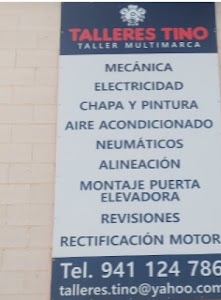 TALLERES TINO
TALLER MULTIMARCA
MECÁNICA
ELECTRICIDAD
CHAPA Y PINTURA
AIRE ACONDICIONADO
NEUMÁTICOS
ALINEACIÓN
MONTAJE PUERTA
ELEVADORA
REVISIONES
RECTIFICACIÓN MOTOR
Tel. 941 124 786
talleres.tino@yahoo.com